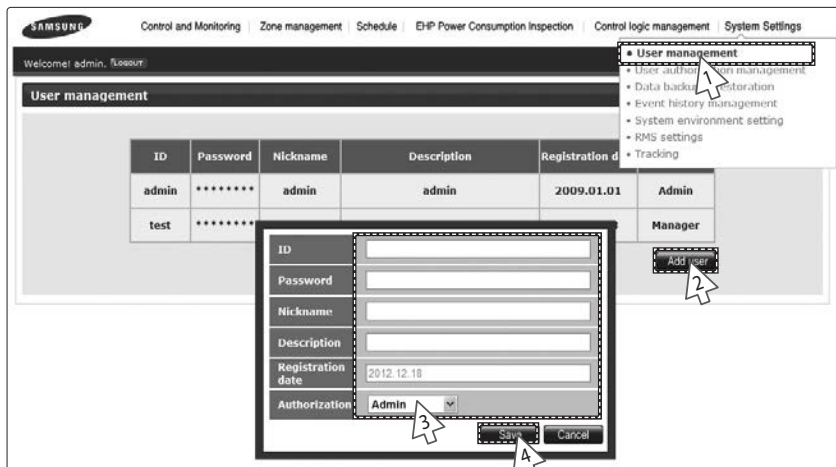 SAMSUNG
Control and Monitoring Zone management Schedule EHP Power Consumption Inspection Control logic management System Settings
Welcome! admin. Logout
• User management
• User authorization management
• Data backup restoration
• Event history management
• System environment setting
• RMS settings
• Tracking
User management
ID Password Nickname Description Registration d
admin ******** admin admin 2009.01.01 Admin
test ******** Manager
Add user
ID
Password
Nickname
Description
Registration date 2012.12.18
Authorization Admin
Save Cancel
1
2
3
4